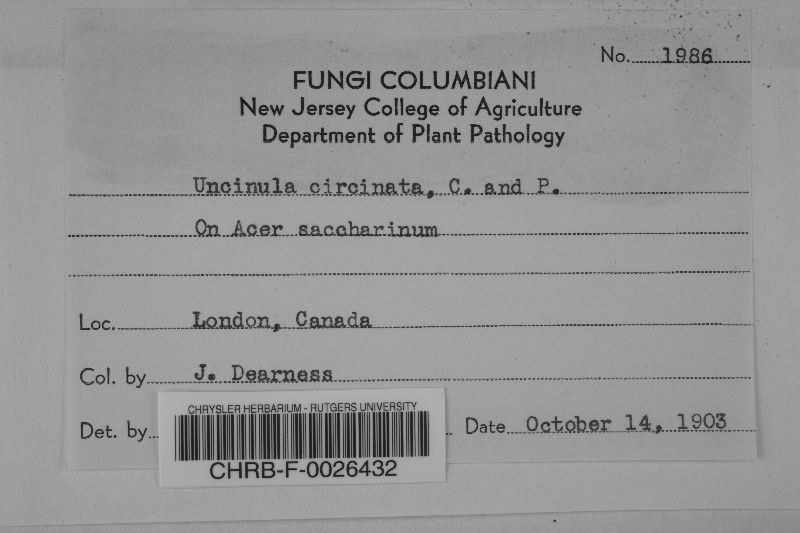 No. 1986
FUNGI COLUMBIANI
New Jersey College of Agriculture
Department of Plant Pathology
Uncinula circinata, C. and P.
On Acer saccharinum
Loc. London, Canada
Col. by J. Dearness
Det. by
Date October 14, 1903
CHRYSLER HERBARIUM - RUTGERS UNIVERSITY
CHRB-F-0026432